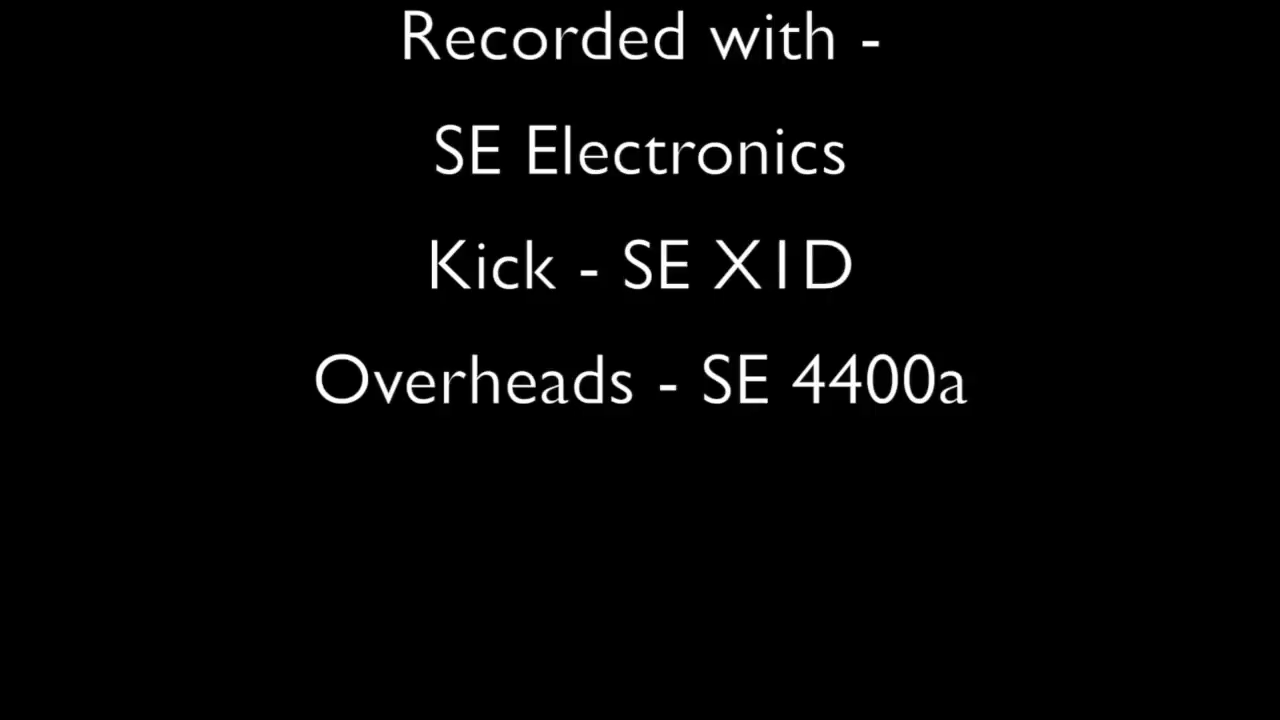 Recorded with -
SE Electronics
Kick - SE X1D
Overheads - SE 4400a